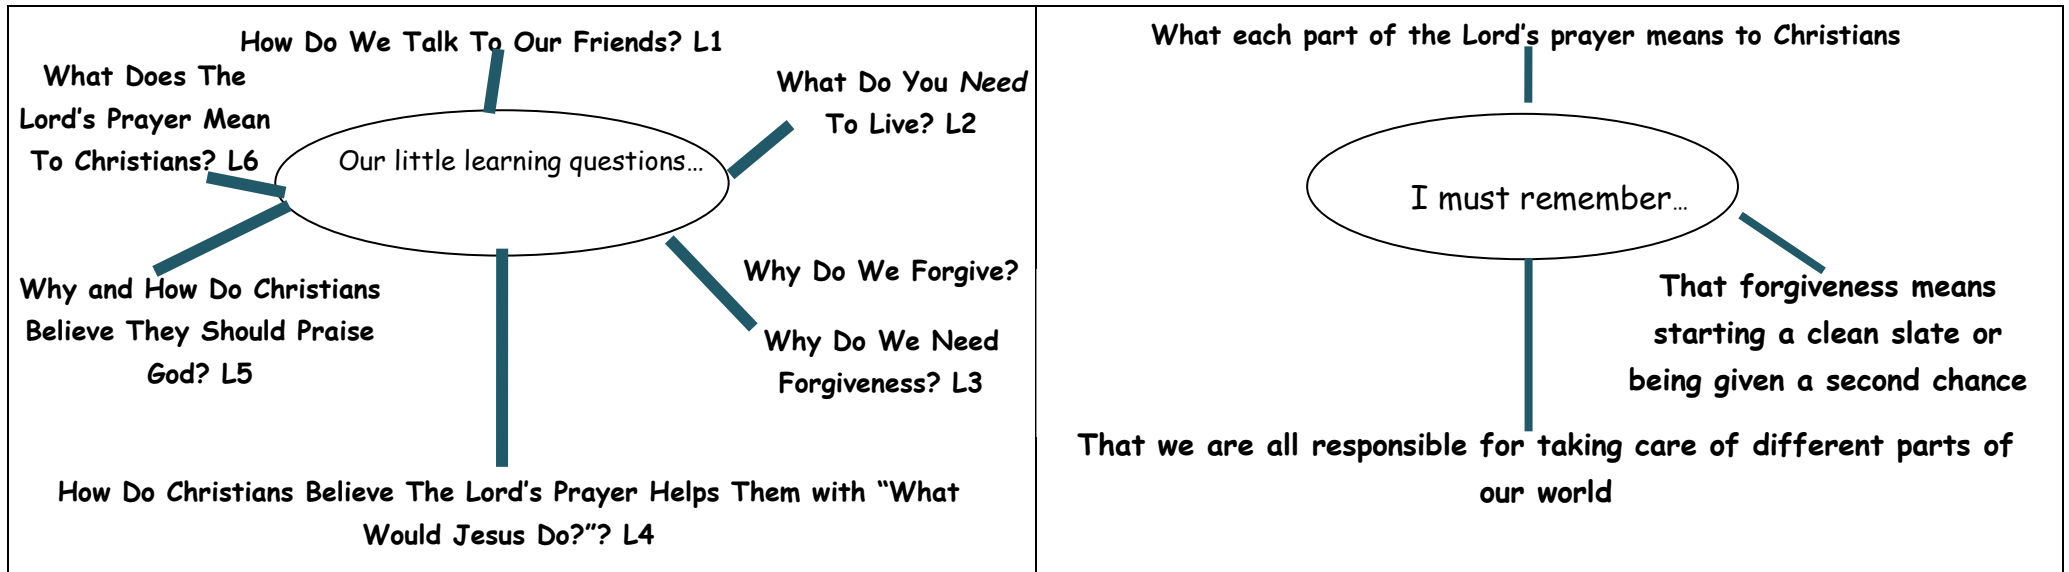 How Do We Talk To Our Friends? L1
What Does The
Lord's Prayer Mean
To Christians? L6
What Do You Need
To Live? L2
Our little learning questions...
Why Do We Forgive?
Why Do We Need
Forgiveness? L3
Why and How Do Christians
Believe They Should Praise
God? L5
How Do Christians Believe The Lord's Prayer Helps Them with “What
Would Jesus Do?”? L4
What each part of the Lord's prayer means to Christians
I must remember...
That forgiveness means
starting a clean slate or
being given a second chance
That we are all responsible for taking care of different parts of
our world